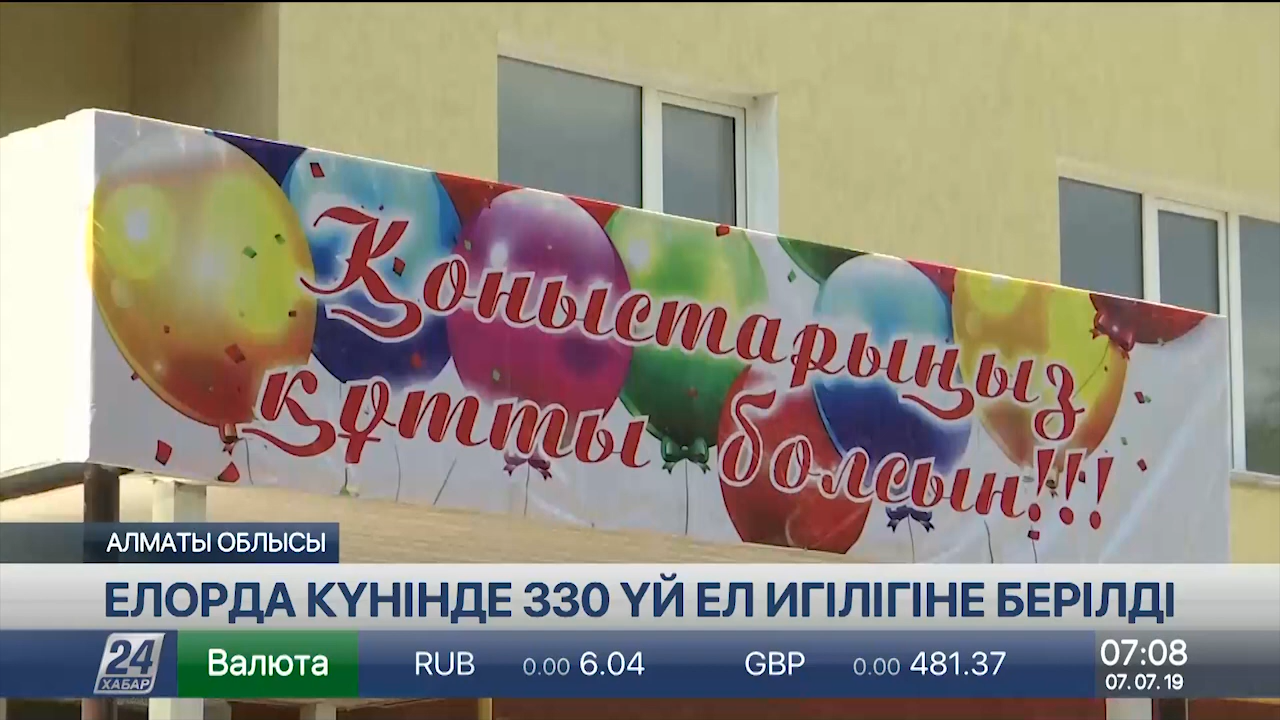 Қоныстарыңыз
құтты болсын!!!
АЛМАТЫ ОБЛЫСЫ
ЕЛОРДА КҮНІНДЕ 330 ҮЙ ЕЛ ИГІЛІГІНЕ БЕРІЛДІ
24 ХАБАР Валюта RUB 0.00 6.04 GBP 0.00 481.37 07:08
07.07.19